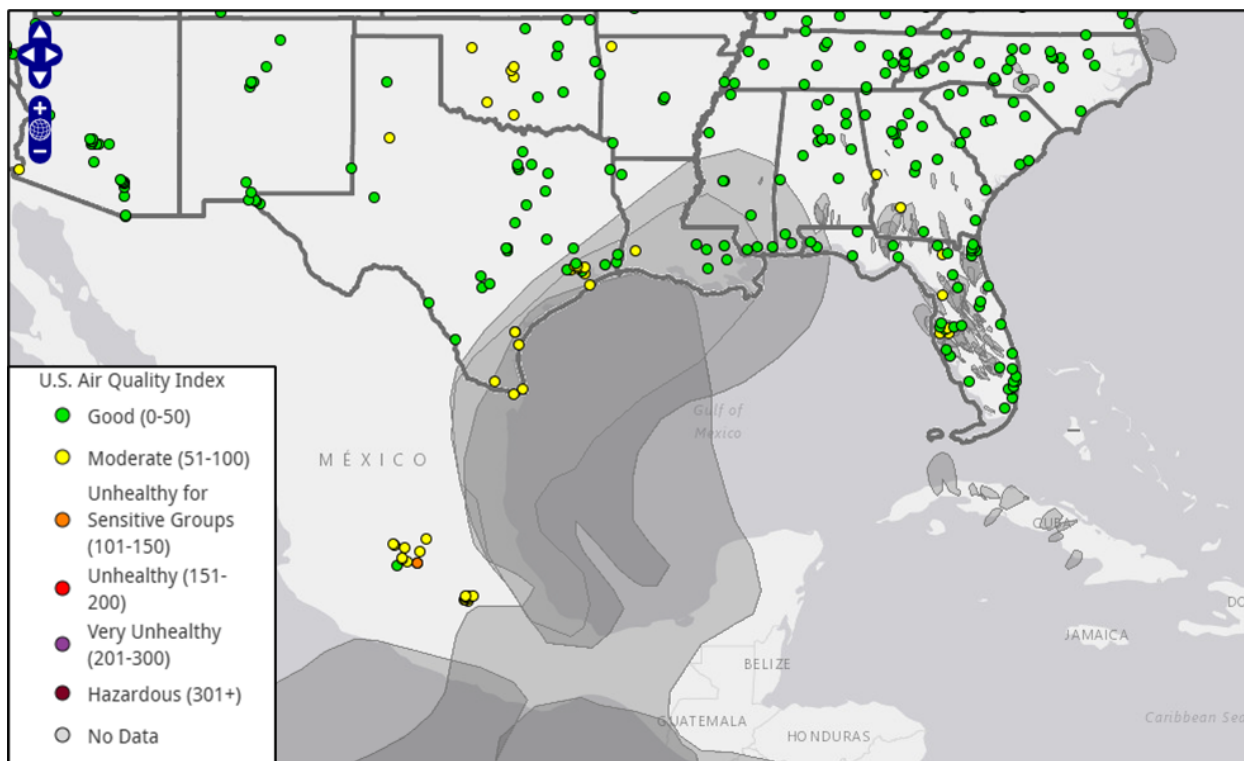 +
−
Gulf of
Mexico
MÉXICO
CUBA
JAMAICA
BELIZE
GUATEMALA
HONDURAS
Caribbean Sea
U.S. Air Quality Index
Good (0-50)
Moderate (51-100)
Unhealthy for
Sensitive Groups
(101-150)
Unhealthy (151-
200)
Very Unhealthy
(201-300)
Hazardous (301+)
No Data